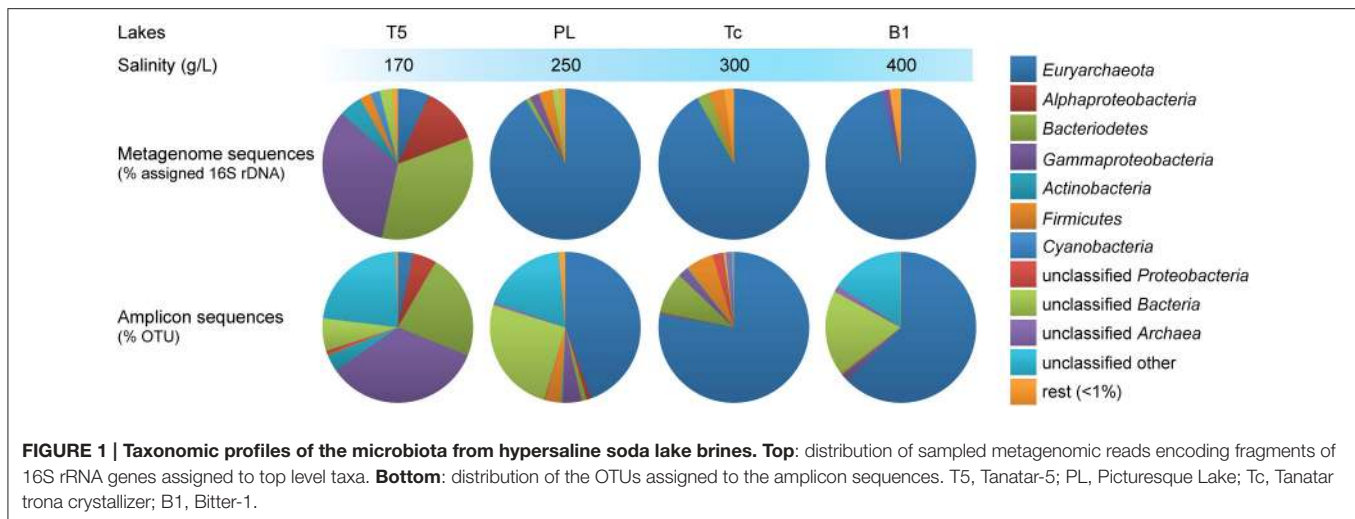 Lakes T5 PL Tc B1
Salinity (g/L) 170 250 300 400
Metagenome sequences
(% assigned 16S rDNA)
Amplicon sequences
(% OTU)
Euryarchaeota
Alphaproteobacteria
Bacteriodetes
Gammaproteobacteria
Actinobacteria
Firmicutes
Cyanobacteria
unclassified Proteobacteria
unclassified Bacteria
unclassified Archaea
unclassified other
rest (<1%)
FIGURE 1 | Taxonomic profiles of the microbiota from hypersaline soda lake brines. Top: distribution of sampled metagenomic reads encoding fragments of
16S rRNA genes assigned to top level taxa. Bottom: distribution of the OTUs assigned to the amplicon sequences. T5, Tanatar-5; PL, Picturesque Lake; Tc, Tanatar
trona crystallizer; B1, Bitter-1.